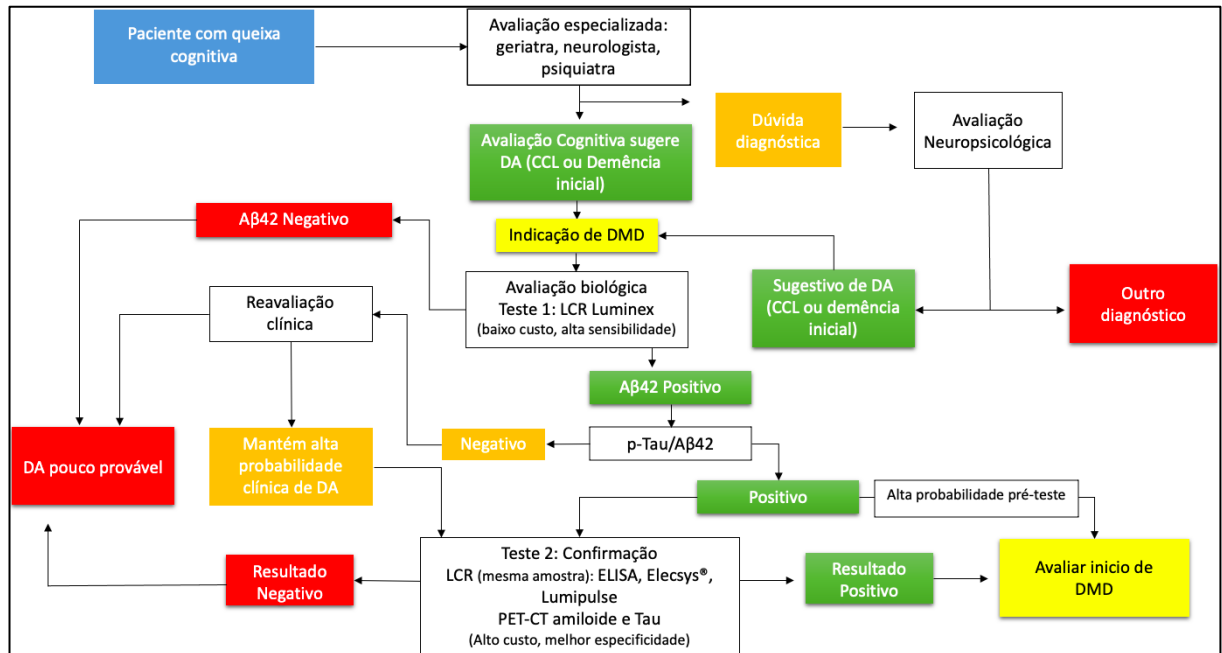 Paciente com queixa
cognitiva
Avaliação especializada:
geriatra, neurologista,
psiquiatra
Dúvida
diagnóstica
Avaliação
Neuropsicológica
Avaliação Cognitiva sugere
DA (CCL ou Demência
inicial)
Aβ42 Negativo
Indicação de DMD
Avaliação biológica
Teste 1: LCR Luminex
(baixo custo, alta sensibilidade)
Sugestivo de DA
(CCL ou demência
inicial)
Outro
diagnóstico
Reavaliação
clínica
Aβ42 Positivo
DA pouco provável
Mantém alta
probabilidade
clínica de DA
Negativo
p-Tau/Aβ42
Positivo
Alta probabilidade pré-teste
Teste 2: Confirmação
LCR (mesma amostra): ELISA, Elecsys®,
Lumipulse
PET-CT amiloide e Tau
(Alto custo, melhor especificidade)
Resultado
Negativo
Resultado
Positivo
Avaliar inicio de
DMD